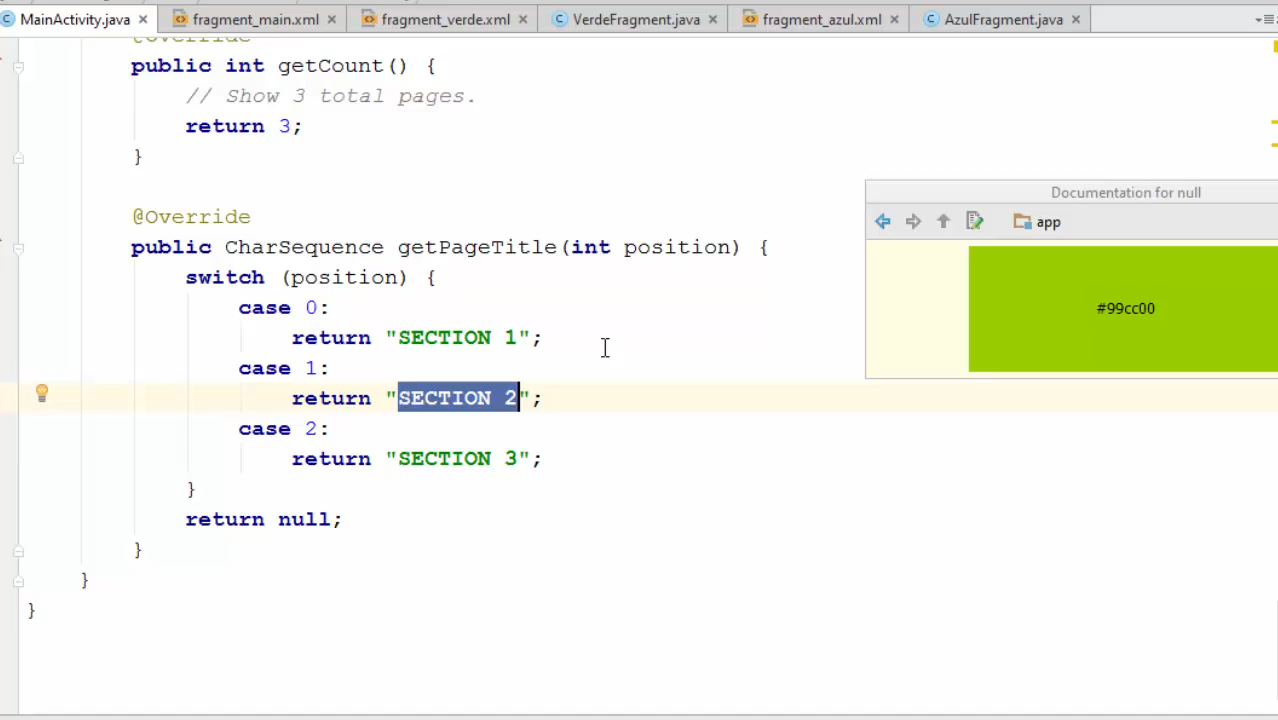 MainActivity.java fragment_main.xml fragment_verde.xml VerdeFragment.java fragment_azul.xml AzulFragment.java
@Override
public int getCount() {
// Show 3 total pages.
return 3;
}
@Override
public CharSequence getPageTitle(int position) {
switch (position) {
case 0:
return "SECTION 1";
case 1:
return "SECTION 2";
case 2:
return "SECTION 3";
}
return null;
}
}
}
Documentation for null
app
#99cc00